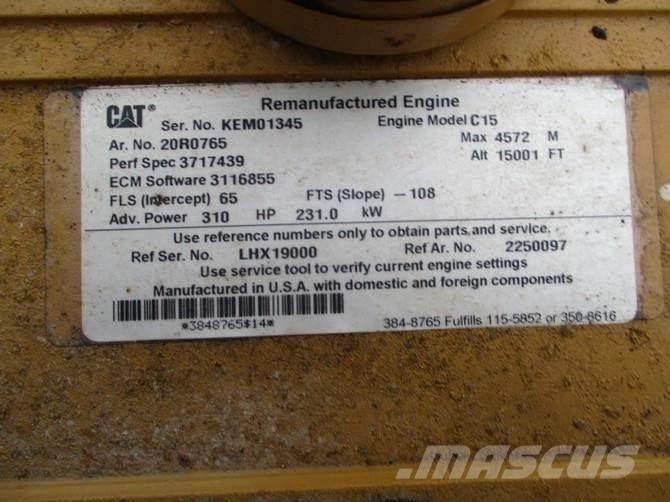 CAT® Remanufactured Engine
Ser. No. KEM01345 Engine Model C15
Ar. No. 20R0765 Max 4572 M
Perf Spec 3717439 Alt 15001 FT
ECM Software 3116855
FLS (Intercept) 65 FTS (Slope) -108
Adv. Power 310 HP 231.0 kW
Use reference numbers only to obtain parts and service.
Ref Ser. No. LHX19000 Ref Ar. No. 2250097
Use service tool to verify current engine settings
Manufactured in U.S.A. with domestic and foreign components
*3848765$14*
384-8765 Fulfills 115-5852 or 350-8616
MASCUS